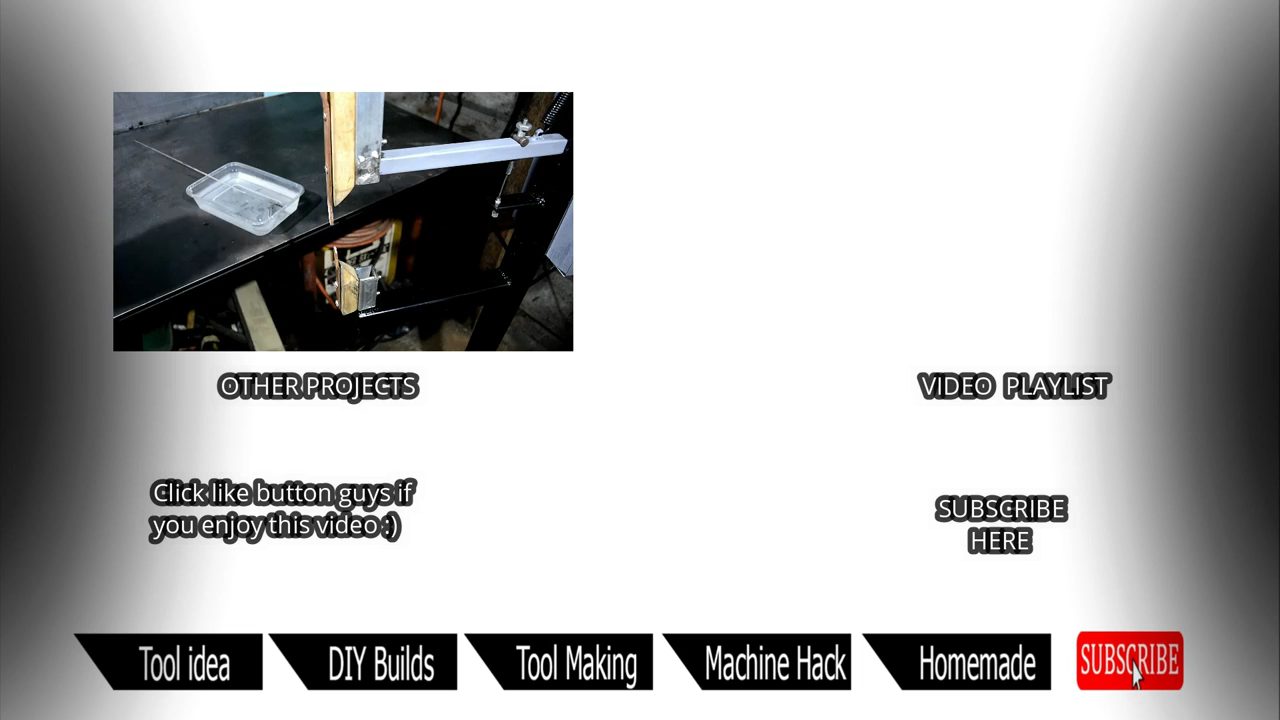 OTHER PROJECTS
VIDEO PLAYLIST
Click like button guys if
you enjoy this video :)
SUBSCRIBE
HERE
Tool idea
DIY Builds
Tool Making
Machine Hack
Homemade
SUBSCRIBE